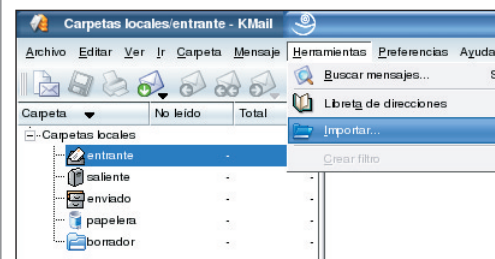 Carpetas locales/entrante - KMail
Archivo Editar Ver Ir Carpeta Mensaje Herramientas Preferencias Ayuda
Buscar mensajes... S
Libreta de direcciones
Importar...
Crear filtro
Carpeta No leído Total
Carpetas locales
entrante - -
saliente - -
enviado - -
papelera - -
borrador - -